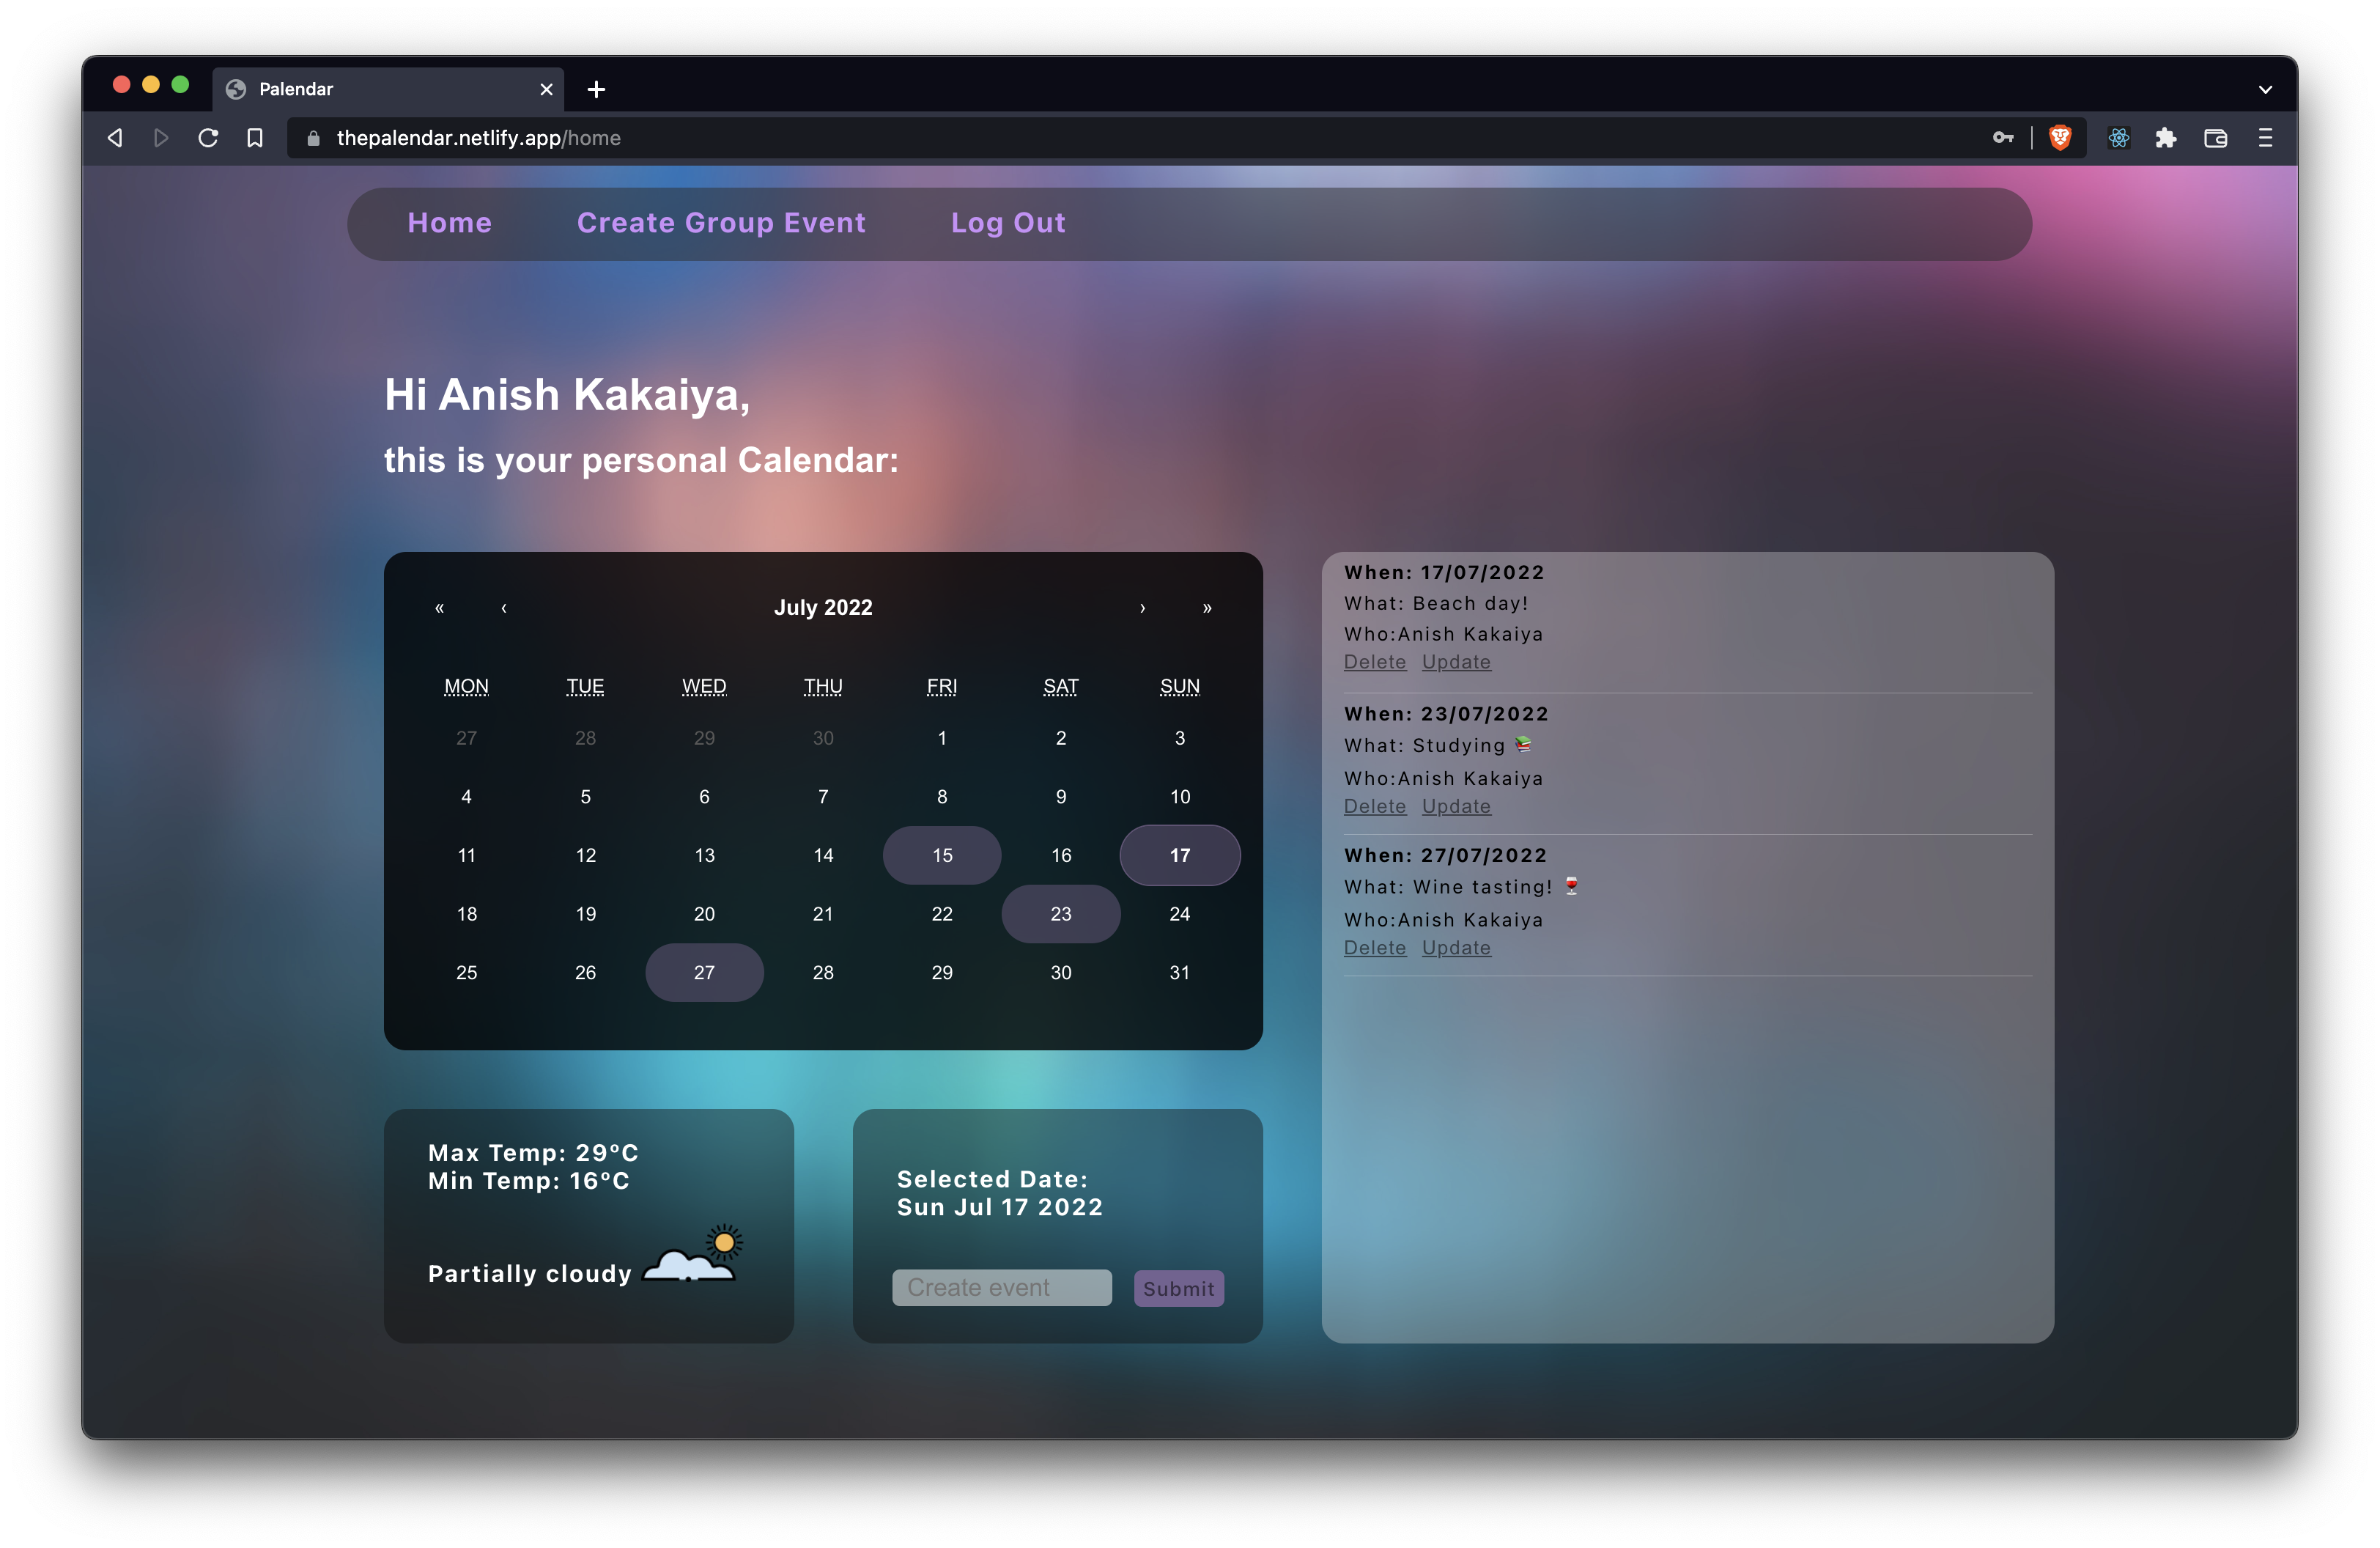 Palendar
thepalendar.netlify.app/home
Home Create Group Event Log Out
Hi Anish Kakaiya,
this is your personal Calendar:
« ‹ July 2022 › »
MON TUE WED THU FRI SAT SUN
27 28 29 30 1 2 3
4 5 6 7 8 9 10
11 12 13 14 15 16 17
18 19 20 21 22 23 24
25 26 27 28 29 30 31
When: 17/07/2022
What: Beach day!
Who:Anish Kakaiya
Delete Update
When: 23/07/2022
What: Studying 📚
Who:Anish Kakaiya
Delete Update
When: 27/07/2022
What: Wine tasting! 🍷
Who:Anish Kakaiya
Delete Update
Max Temp: 29°C
Min Temp: 16°C
Partially cloudy
Selected Date:
Sun Jul 17 2022
Create event Submit